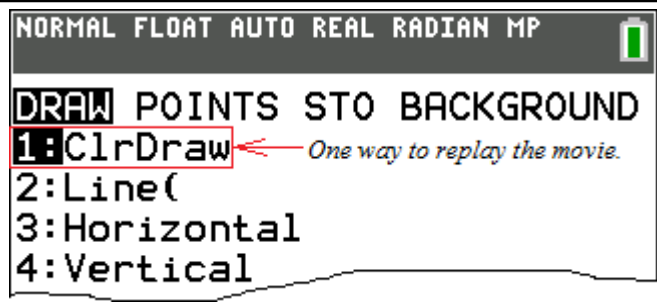 NORMAL FLOAT AUTO REAL RADIAN MP
DRAW POINTS STO BACKGROUND
1:ClrDraw One way to replay the movie.
2:Line(
3:Horizontal
4:Vertical